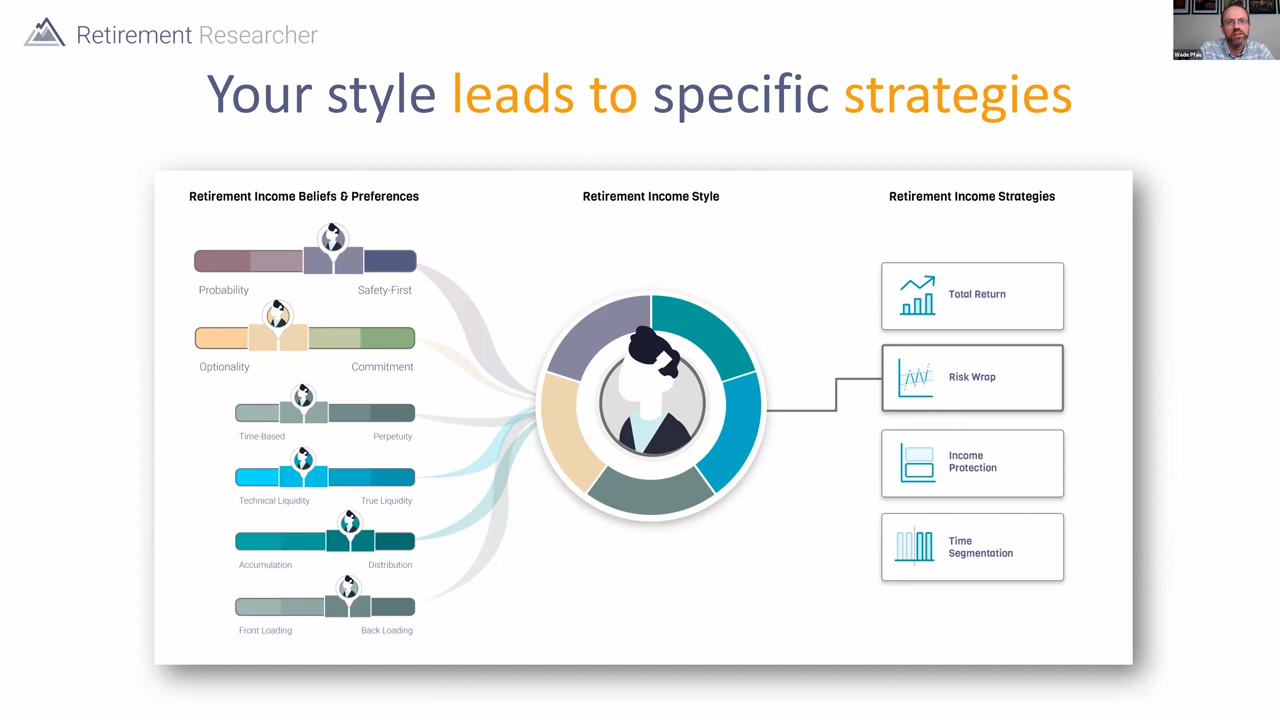 Retirement Researcher
Wade Pfau
Your style leads to specific strategies
Retirement Income Beliefs & Preferences
Retirement Income Style
Retirement Income Strategies
Probability
Safety-First
Optionality
Commitment
Time-Based
Perpetuity
Technical Liquidity
True Liquidity
Accumulation
Distribution
Front Loading
Back Loading
Total Return
Risk Wrap
Income
Protection
Time
Segmentation